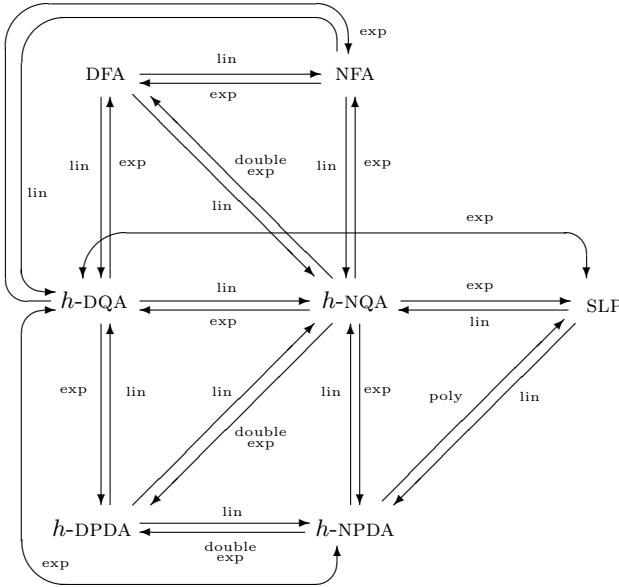 exp
lin
DFA
NFA
exp
double
exp
lin
exp
lin
exp
lin
lin
exp
lin
exp
h-DQA
h-NQA
SLP
exp
lin
exp
lin
lin
lin
exp
poly
lin
double
exp
lin
h-DPDA
h-NPDA
double
exp
exp